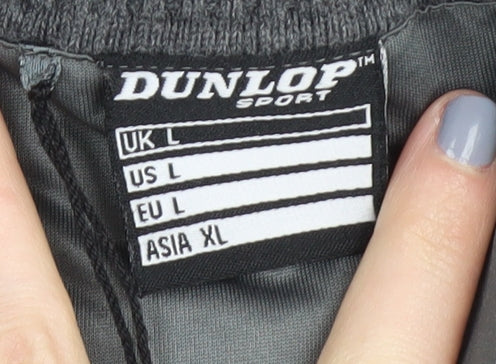 DUNLOP™
SPORT
UK L
US L
EU L
ASIA XL